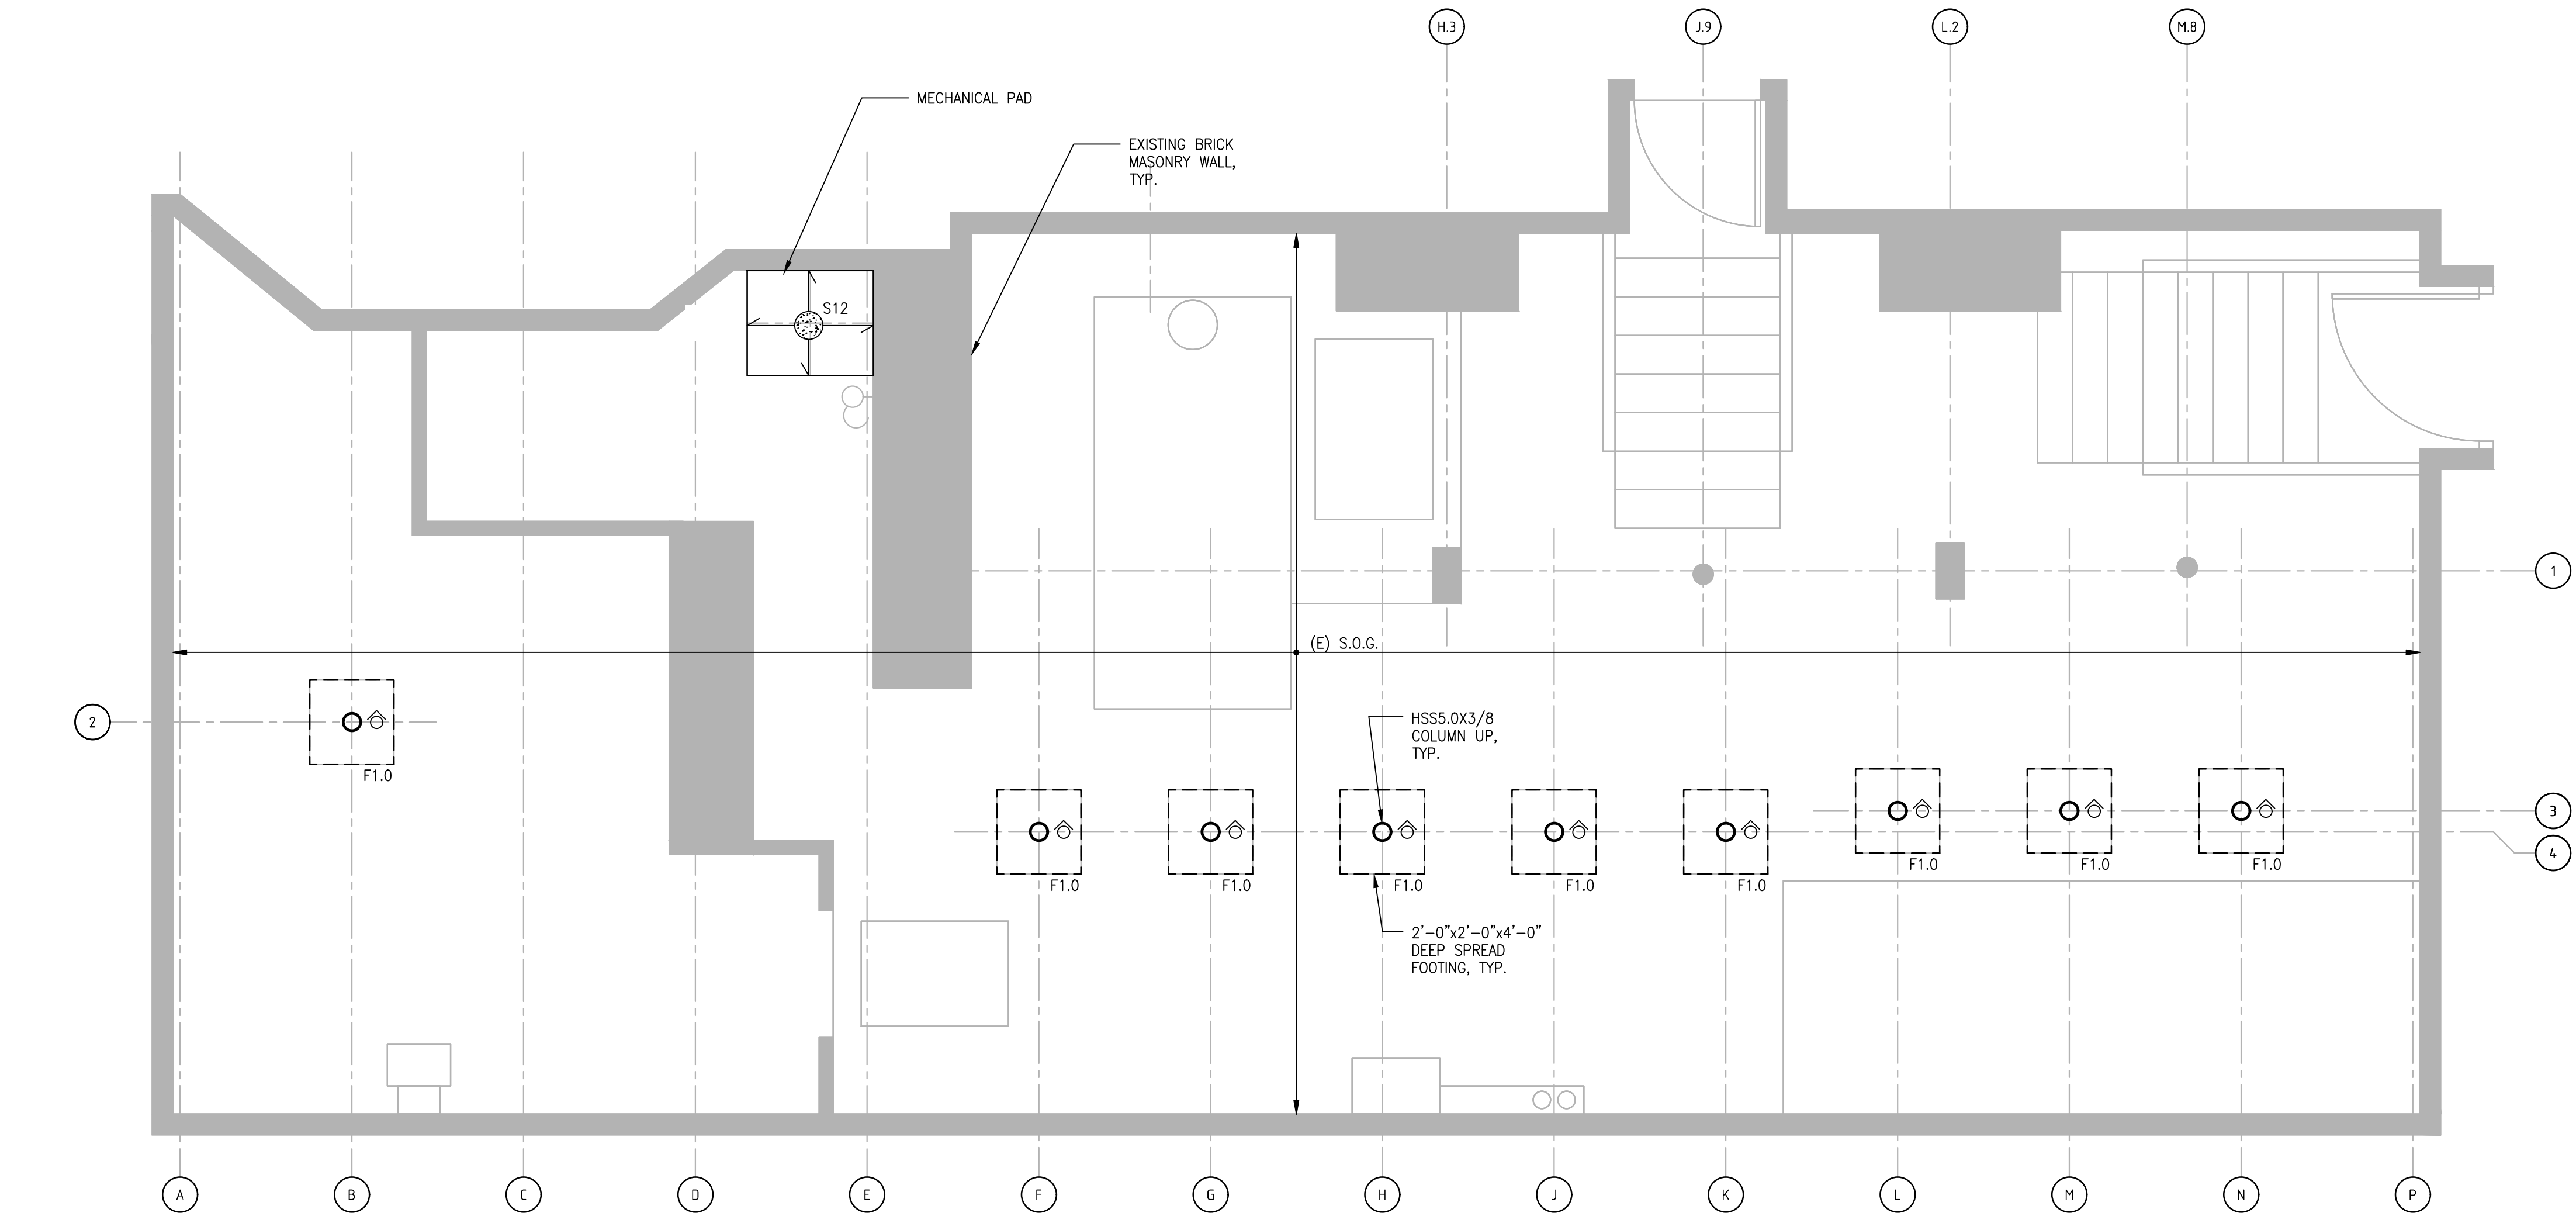 H.3
J.9
L.2
M.8
MECHANICAL PAD
EXISTING BRICK
MASONRY WALL,
TYP.
S12
1
(E) S.O.G.
2
F1.0
HSS5.0X3/8
COLUMN UP,
TYP.
3
4
F1.0
F1.0
F1.0
F1.0
F1.0
F1.0
F1.0
F1.0
2'-0"x2'-0"x4'-0"
DEEP SPREAD
FOOTING, TYP.
A
B
C
D
E
F
G
H
J
K
L
M
N
P